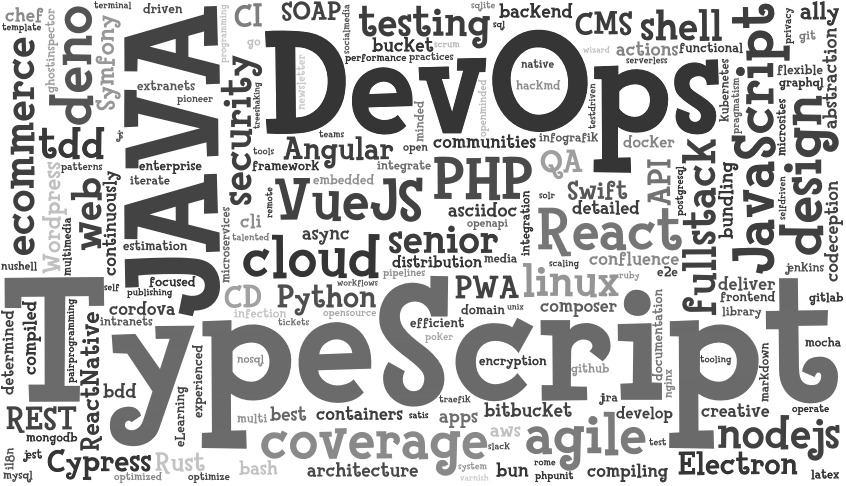 chef
template
terminal
driven
CI
SOAP
socialmedia
testing
sqlite
sql
backend
CMS
shell
privacy
ally
git
ecommerce
ghostinspector
deno
Symfony
JAVA
extranets
pioneer
programming
go
security
treeshaking
newsletter
DevOps
bucket
scrum
performance
practices
native
hackmd
wizard
actions
functional
serverless
testdriven
kubernetes
pragmatism
JavaScript
flexible
graphql
abstraction
microsites
design
tdd
patterns
enterprise
iterate
tools
framework
teams
Angular
open
minded
openminded
integrate
communities
infografik
docker
QA
API
postgresql
fullstack
bundling
selfdriven
codeception
Wordpress
web
continuously
multimedia
estimation
microservices
cli
talented
remote
embedded
VueJS
async
PHP
asciidoc
openapi
integration
solr
Swift
detailed
React
confluence
scaling
ruby
e2e
nushell
self
publishing
focused
cordova
intranets
cloud
senior
distribution
media
workflows
pipelines
CD
Python
infection
tickets
opensource
efficient
poker
PWA
domain
unix
linux
composer
deliver
frontend
library
jenkins
gitlab
TypeScript
determined
compiled
pairprogramming
ReactNative
bdd
eLearning
experienced
nosql
encryption
github
documentation
nginx
tooling
markdown
mocha
REST
mongodb
multi
best
containers
satis
traefik
apps
bitbucket
jra
develop
creative
operate
i18n
mysql
jest
Cypress
optimized
Rust
optimize
bash
coverage
architecture
system
varnish
slack
aws
bun
rome
phpunit
agile
test
compiling
Electron
nodejs
latex